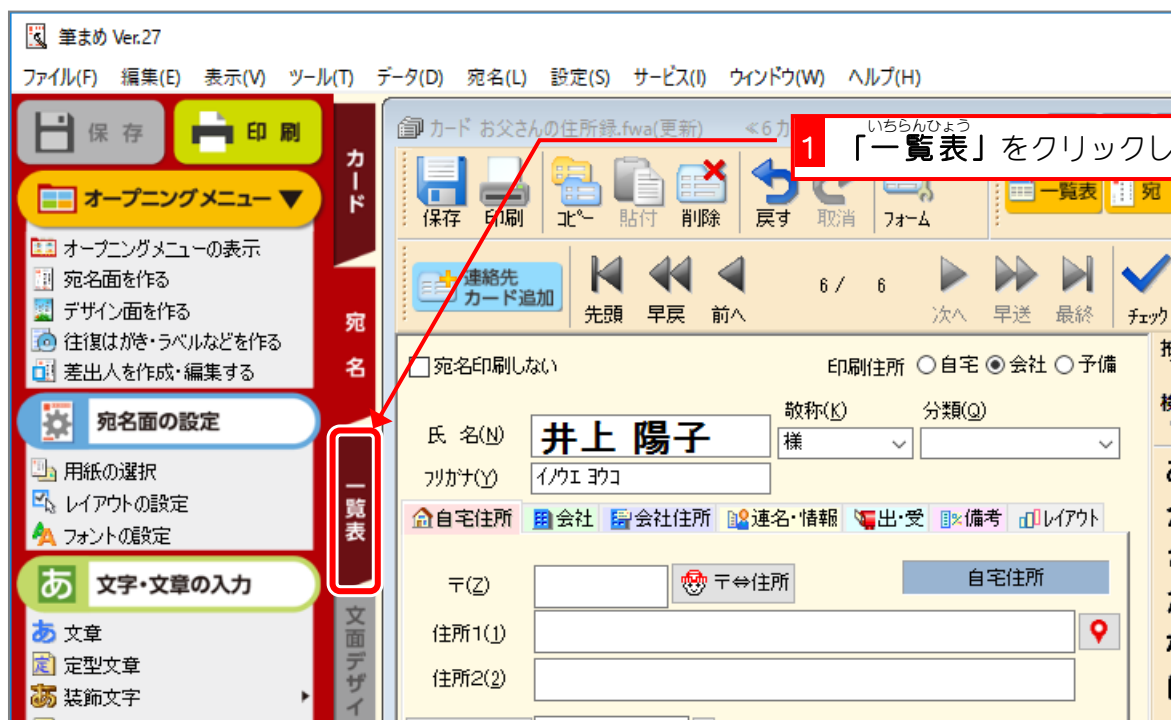 筆まめ Ver.27
ファイル(F) 編集(E) 表示(V) ツール(T) データ(D) 宛名(L) 設定(S) サービス(I) ウィンドウ(W) ヘルプ(H)
保存 印刷
オープニングメニュー ▼
オープニングメニューの表示
宛名面を作る
デザイン面を作る
往復はがき・ラベルなどを作る
差出人を作成・編集する
宛名面の設定
用紙の選択
レイアウトの設定
フォントの設定
あ 文字・文章の入力
あ 文章
定 定型文章
装飾文字
カード
宛名
一覧表
文面デザイ
カード お父さんの住所録.fwa(更新) ≪6カ
いちらんひょう
1 「一覧表」をクリックし
保存 印刷 コピー 貼付 削除 戻す 取消 フォーム 一覧表 宛
連絡先
カード追加
先頭 早戻 前へ 6 / 6 次へ 早送 最終 チェック
宛名印刷しない 印刷住所 自宅 会社 予備
敬称(K) 分類(Q)
氏 名(N) 井上 陽子 様
フリガナ(Y) イノウエ ヨウコ
自宅住所 会社 会社住所 連名・情報 出・受 備考 レイアウト
〒(Z) 〒⇔住所 自宅住所
住所1(1)
住所2(2)